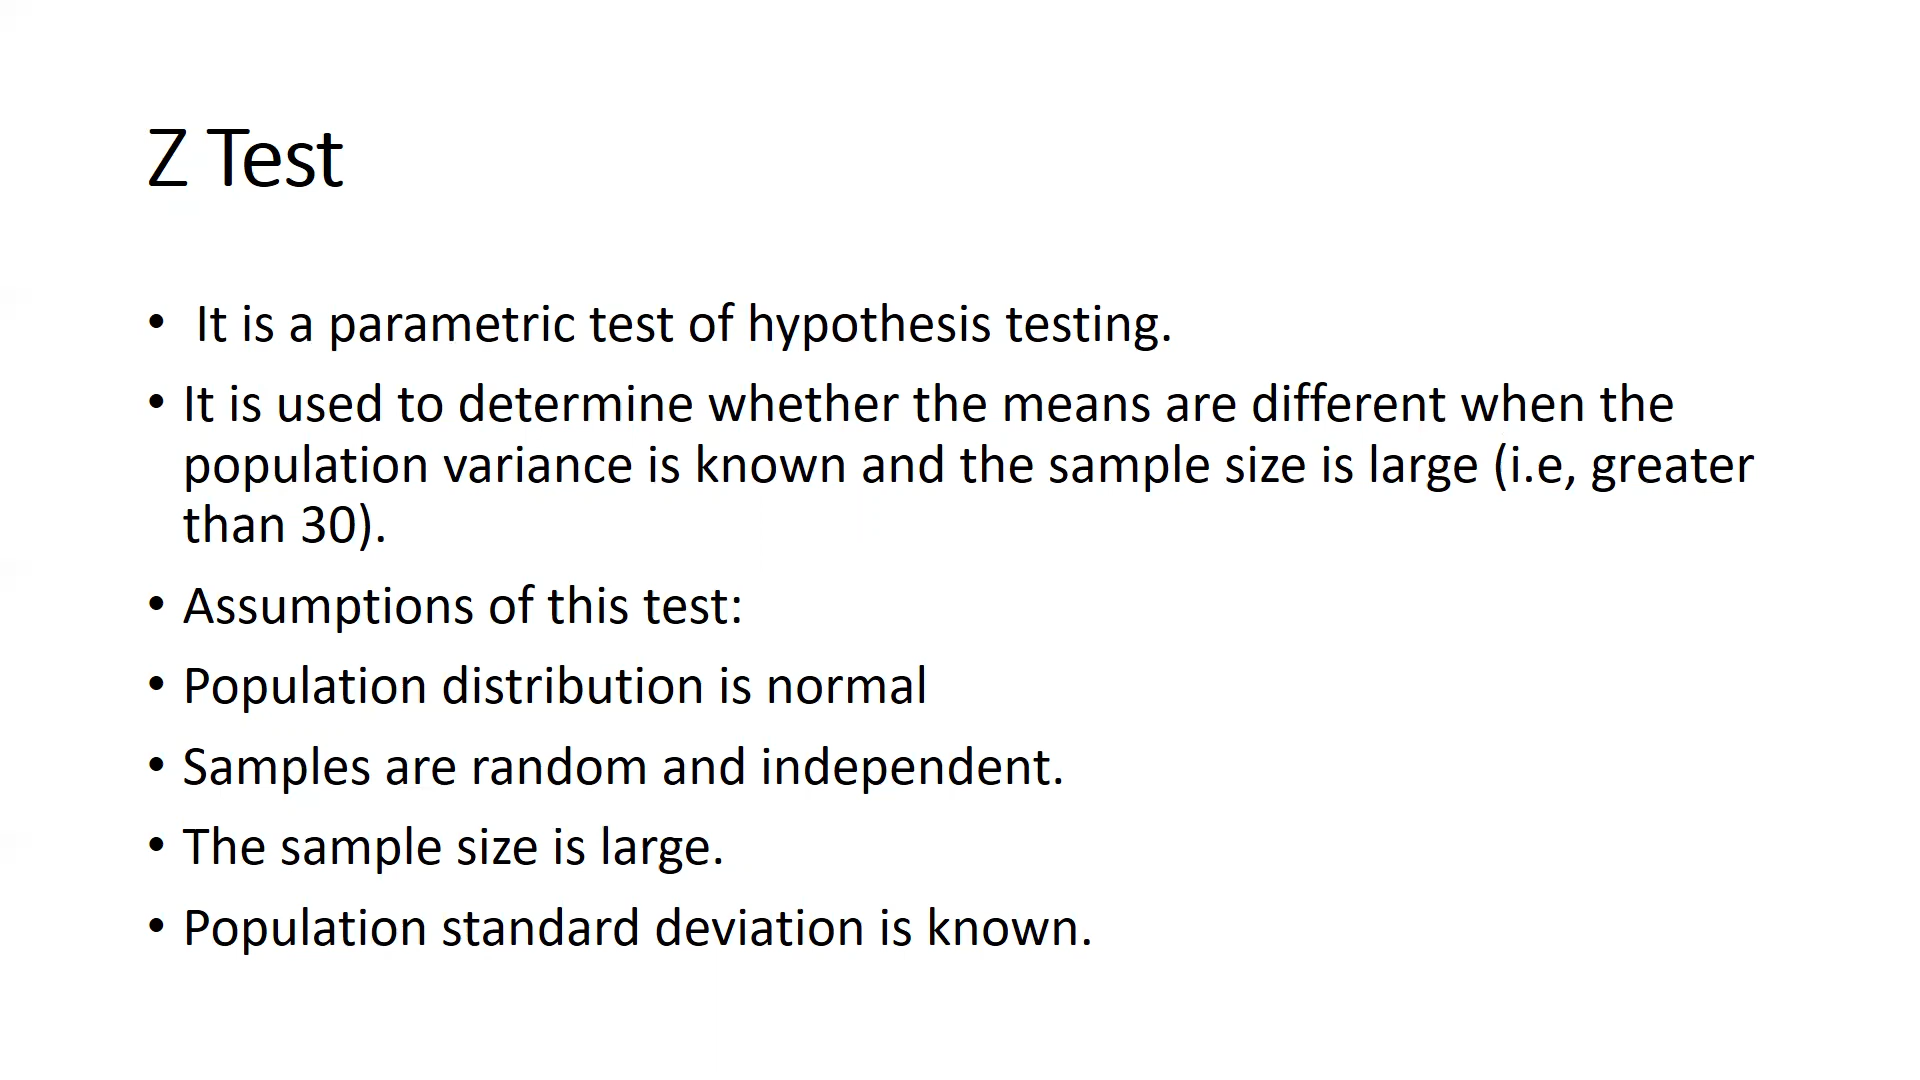 Z Test
• It is a parametric test of hypothesis testing.
• It is used to determine whether the means are different when the
population variance is known and the sample size is large (i.e, greater
than 30).
• Assumptions of this test:
• Population distribution is normal
• Samples are random and independent.
• The sample size is large.
• Population standard deviation is known.